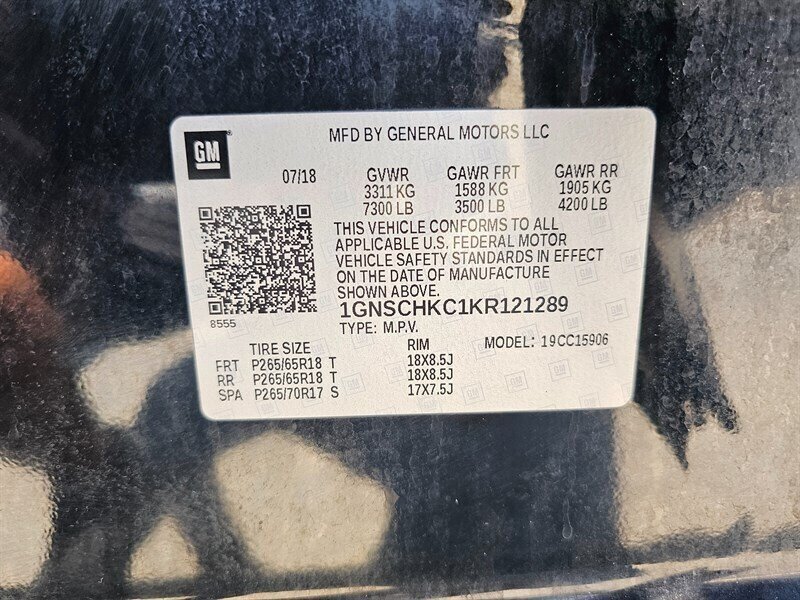 GM
MFD BY GENERAL MOTORS LLC
07/18 GVWR GAWR FRT GAWR RR
3311 KG 1588 KG 1905 KG
7300 LB 3500 LB 4200 LB
THIS VEHICLE CONFORMS TO ALL
APPLICABLE U.S. FEDERAL MOTOR
VEHICLE SAFETY STANDARDS IN EFFECT
ON THE DATE OF MANUFACTURE
SHOWN ABOVE.
1GNSCHKC1KR121289
8555
TYPE: M.P.V.
MODEL: 19CC15906
TIRE SIZE RIM
FRT P265/65R18 T 18X8.5J
RR P265/65R18 T 18X8.5J
SPA P265/70R17 S 17X7.5J